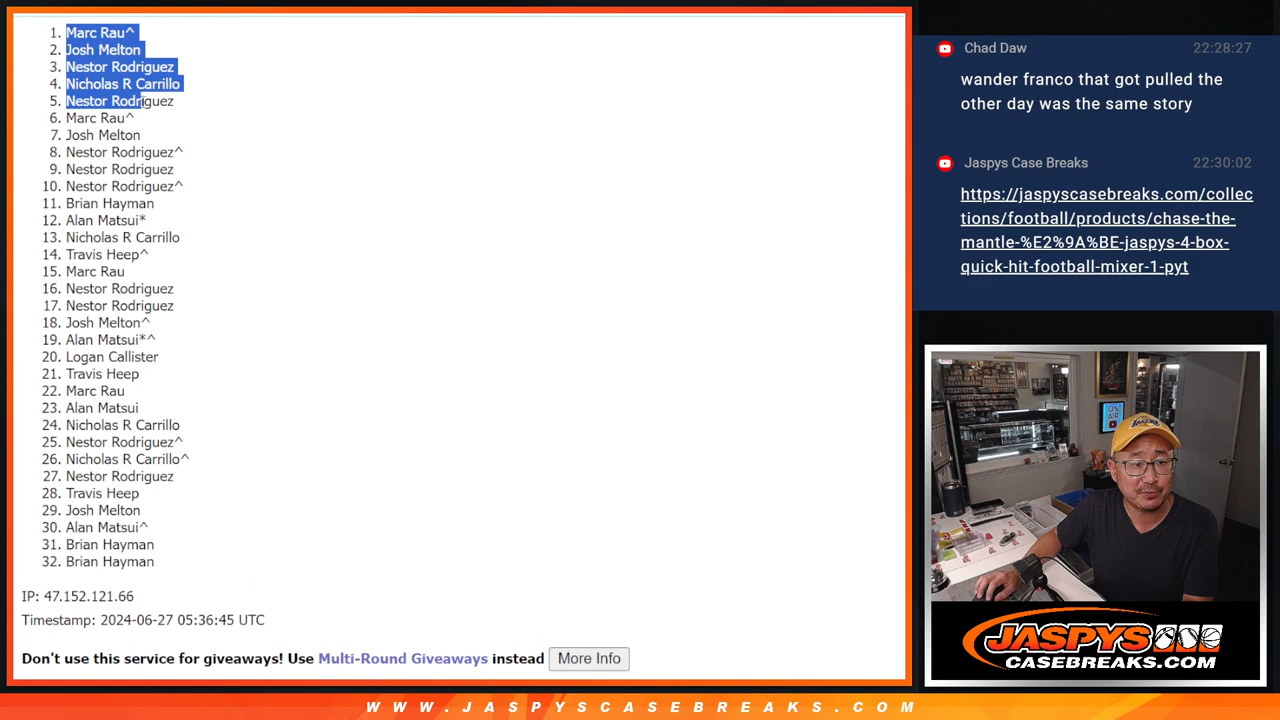 1. Marc Rau^
2. Josh Melton
3. Nestor Rodriguez
4. Nicholas R Carrillo
5. Nestor Rodriguez
6. Marc Rau^
7. Josh Melton
8. Nestor Rodriguez^
9. Nestor Rodriguez
10. Nestor Rodriguez^
11. Brian Hayman
12. Alan Matsui*
13. Nicholas R Carrillo
14. Travis Heep^
15. Marc Rau
16. Nestor Rodriguez
17. Nestor Rodriguez
18. Josh Melton^
19. Alan Matsui*^
20. Logan Callister
21. Travis Heep
22. Marc Rau
23. Alan Matsui
24. Nicholas R Carrillo
25. Nestor Rodriguez^
26. Nicholas R Carrillo^
27. Nestor Rodriguez
28. Travis Heep
29. Josh Melton
30. Alan Matsui^
31. Brian Hayman
32. Brian Hayman
IP: 47.152.121.66
Timestamp: 2024-06-27 05:36:45 UTC
Don't use this service for giveaways! Use Multi-Round Giveaways instead More Info
Chad Daw 22:28:27
wander franco that got pulled the
other day was the same story
Jaspys Case Breaks 22:30:02
https://jaspyscasebreaks.com/collec
tions/football/products/chase-the-
mantle-%E2%9A%BE-jaspys-4-box-
quick-hit-football-mixer-1-pyt
ON
AIR
JASPYS
CASEBREAKS.COM
WWW.JASPYSCASEBREAKS.COM